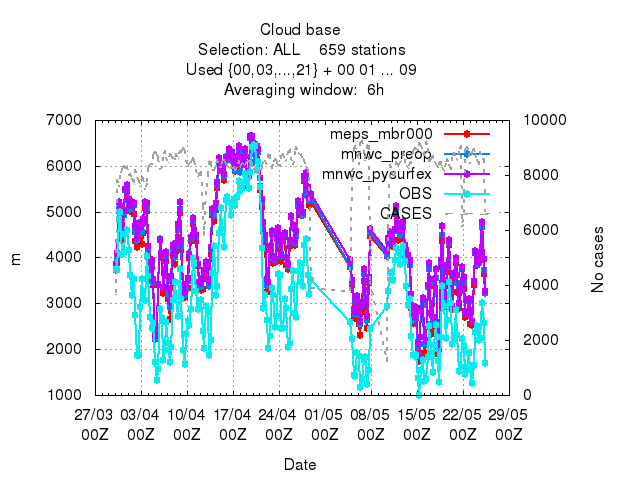 Cloud base
Selection: ALL    659 stations
Used {00,03,...,21} + 00 01 ... 09
Averaging window:  6h
7000
6000
5000
4000
3000
2000
1000
m
10000
8000
6000
4000
2000
0
No cases
meps_mbr000
mnwc_preop
mnwc_pysurfex
OBS
CASES
27/03 03/04 10/04 17/04 24/04 01/05 08/05 15/05 22/05 29/05
00Z 00Z 00Z 00Z 00Z 00Z 00Z 00Z 00Z 00Z
Date